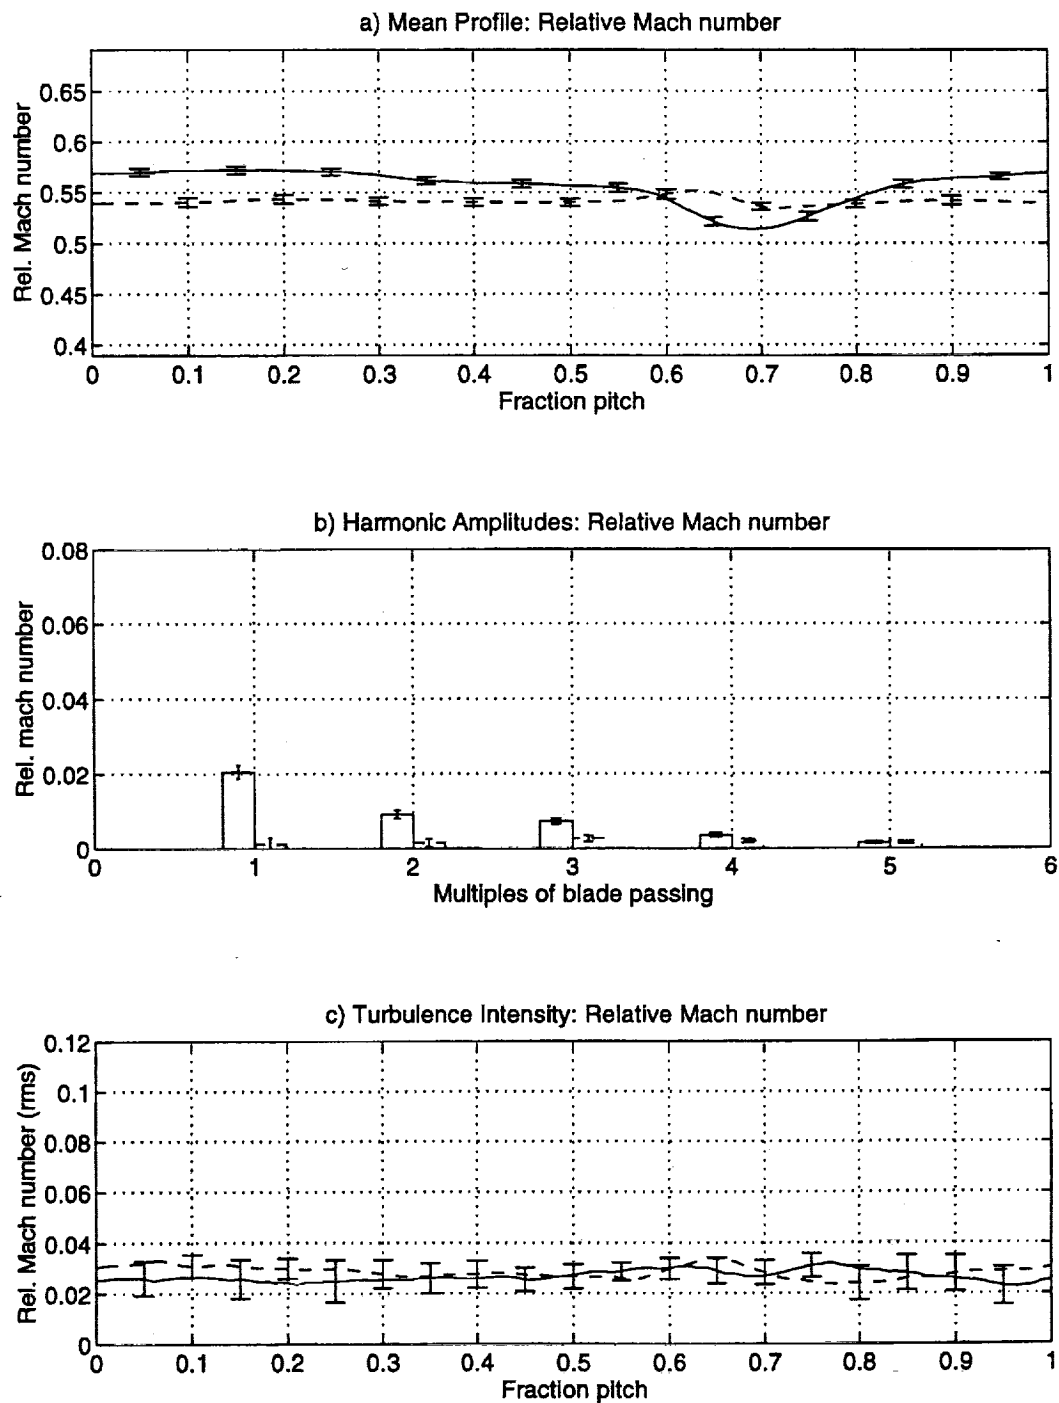 a) Mean Profile: Relative Mach number
Rel. Mach number
0.65
0.6
0.55
0.5
0.45
0.4
0 0.1 0.2 0.3 0.4 0.5 0.6 0.7 0.8 0.9 1
Fraction pitch
b) Harmonic Amplitudes: Relative Mach number
Rel. mach number
0.08
0.06
0.04
0.02
0
0 1 2 3 4 5 6
Multiples of blade passing
c) Turbulence Intensity: Relative Mach number
Rel. Mach number (rms)
0.12
0.1
0.08
0.06
0.04
0.02
0
0 0.1 0.2 0.3 0.4 0.5 0.6 0.7 0.8 0.9 1
Fraction pitch